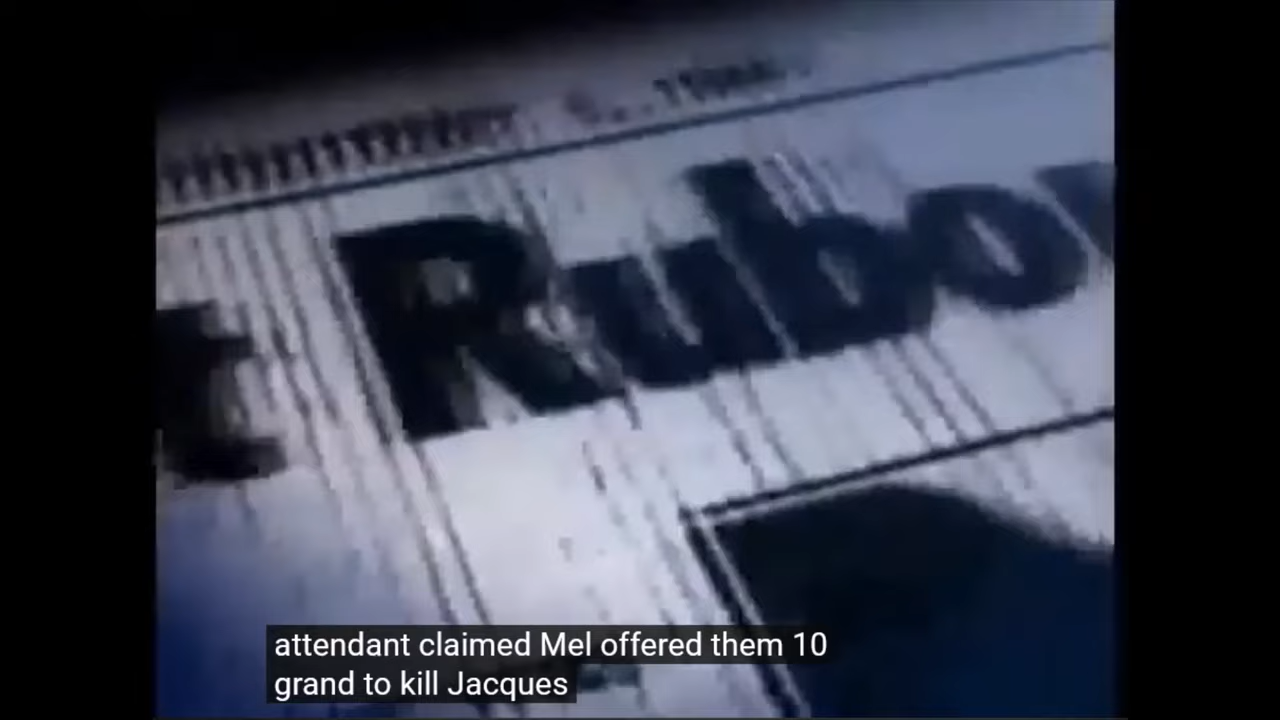 t Rubo
attendant claimed Mel offered them 10
grand to kill Jacques